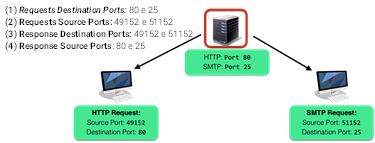 (1) Requests Destination Ports: 80 e 25
(2) Requests Source Ports: 49152 e 51152
(3) Response Destination Ports: 49152 e 51152
(4) Response Source Ports: 80 e 25
HTTP: Port 80
SMTP: Port 25
HTTP Request:
Source Port: 49152
Destination Port: 80
SMTP Request:
Source Port: 51152
Destination Port: 25